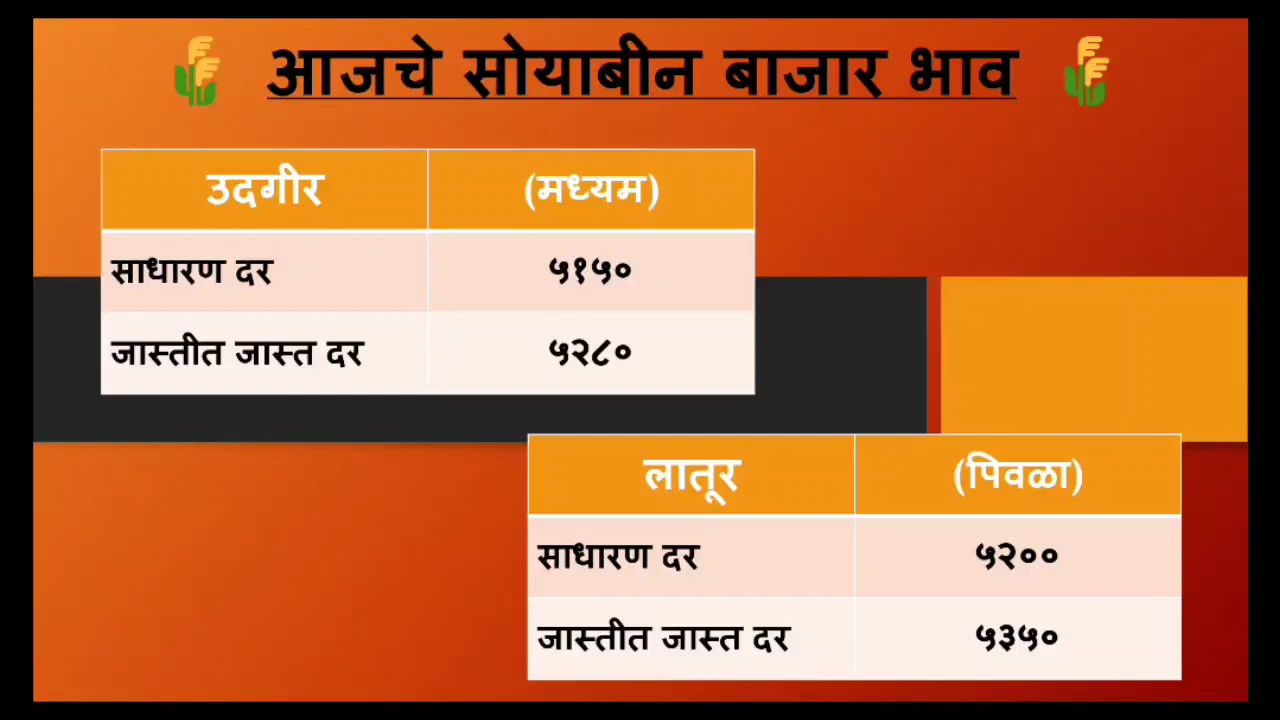 आजचे सोयाबीन बाजार भाव
उदगीर (मध्यम)
साधारण दर ५१५०
जास्तीत जास्त दर ५२८०
लातूर (पिवळा)
साधारण दर ५२००
जास्तीत जास्त दर ५३५०